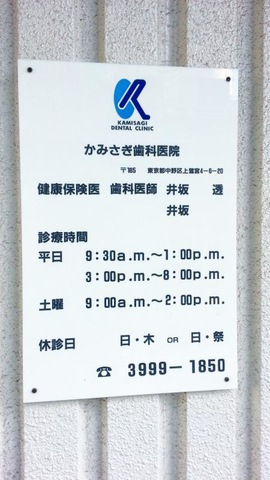 KAMISAGI
DENTAL CLINIC
かみさぎ歯科医院
〒165 東京都中野区上鷺宮4-6-20
健康保険医 歯科医師 井坂 透
井坂
診療時間
平日 9:30a.m.〜1:00p.m.
3:00p.m.〜8:00p.m.
土曜 9:00a.m.〜2:00p.m.
休診日 日・木 OR 日・祭
☎ 3999-1850